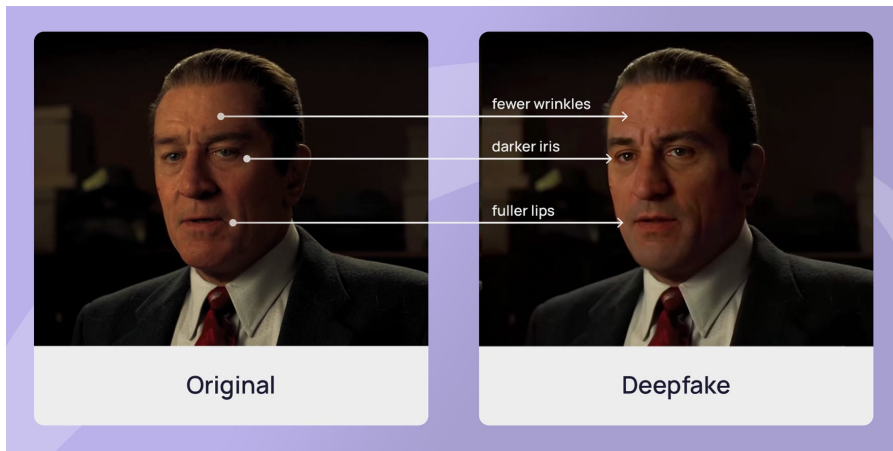 fewer wrinkles
darker iris
fuller lips
Original
Deepfake